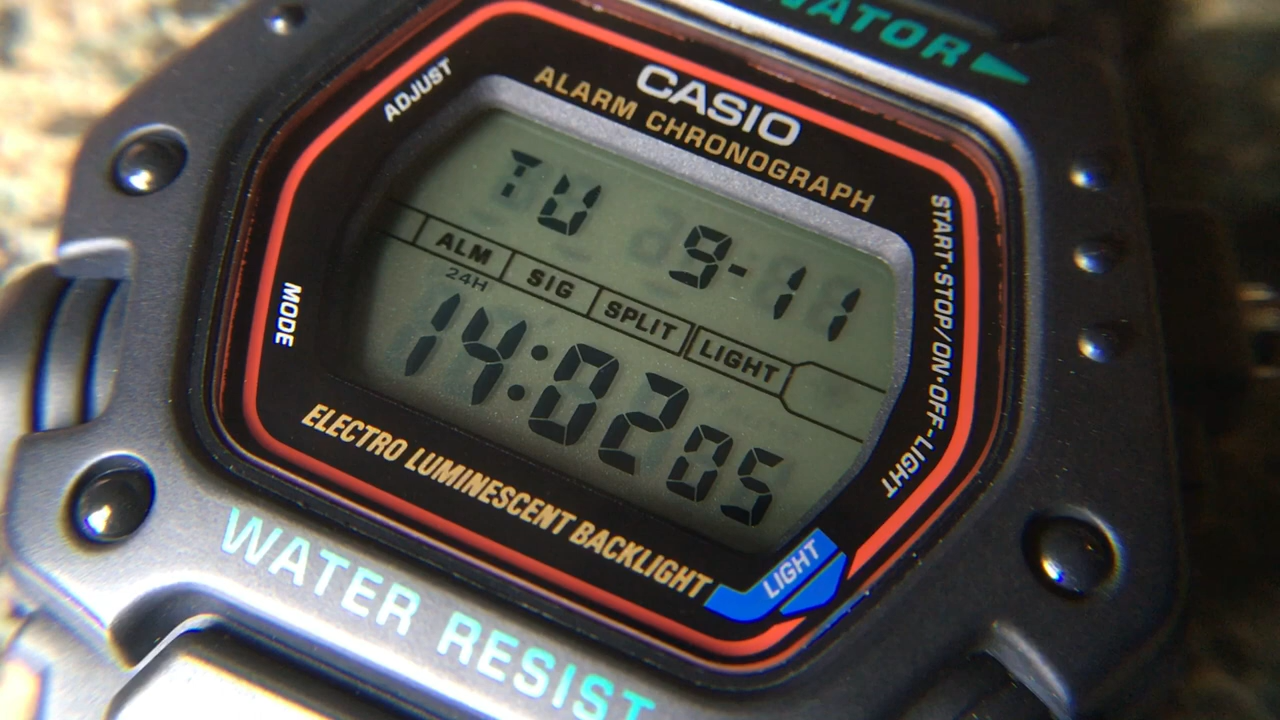 CASIO
ALARM CHRONOGRAPH
ADJUST
TU 9-11
ALM SIG SPLIT LIGHT
24H
14:02 05
MODE
START·STOP/ON·OFF-LIGHT
ELECTRO LUMINESCENT BACKLIGHT
LIGHT
WATER RESIST